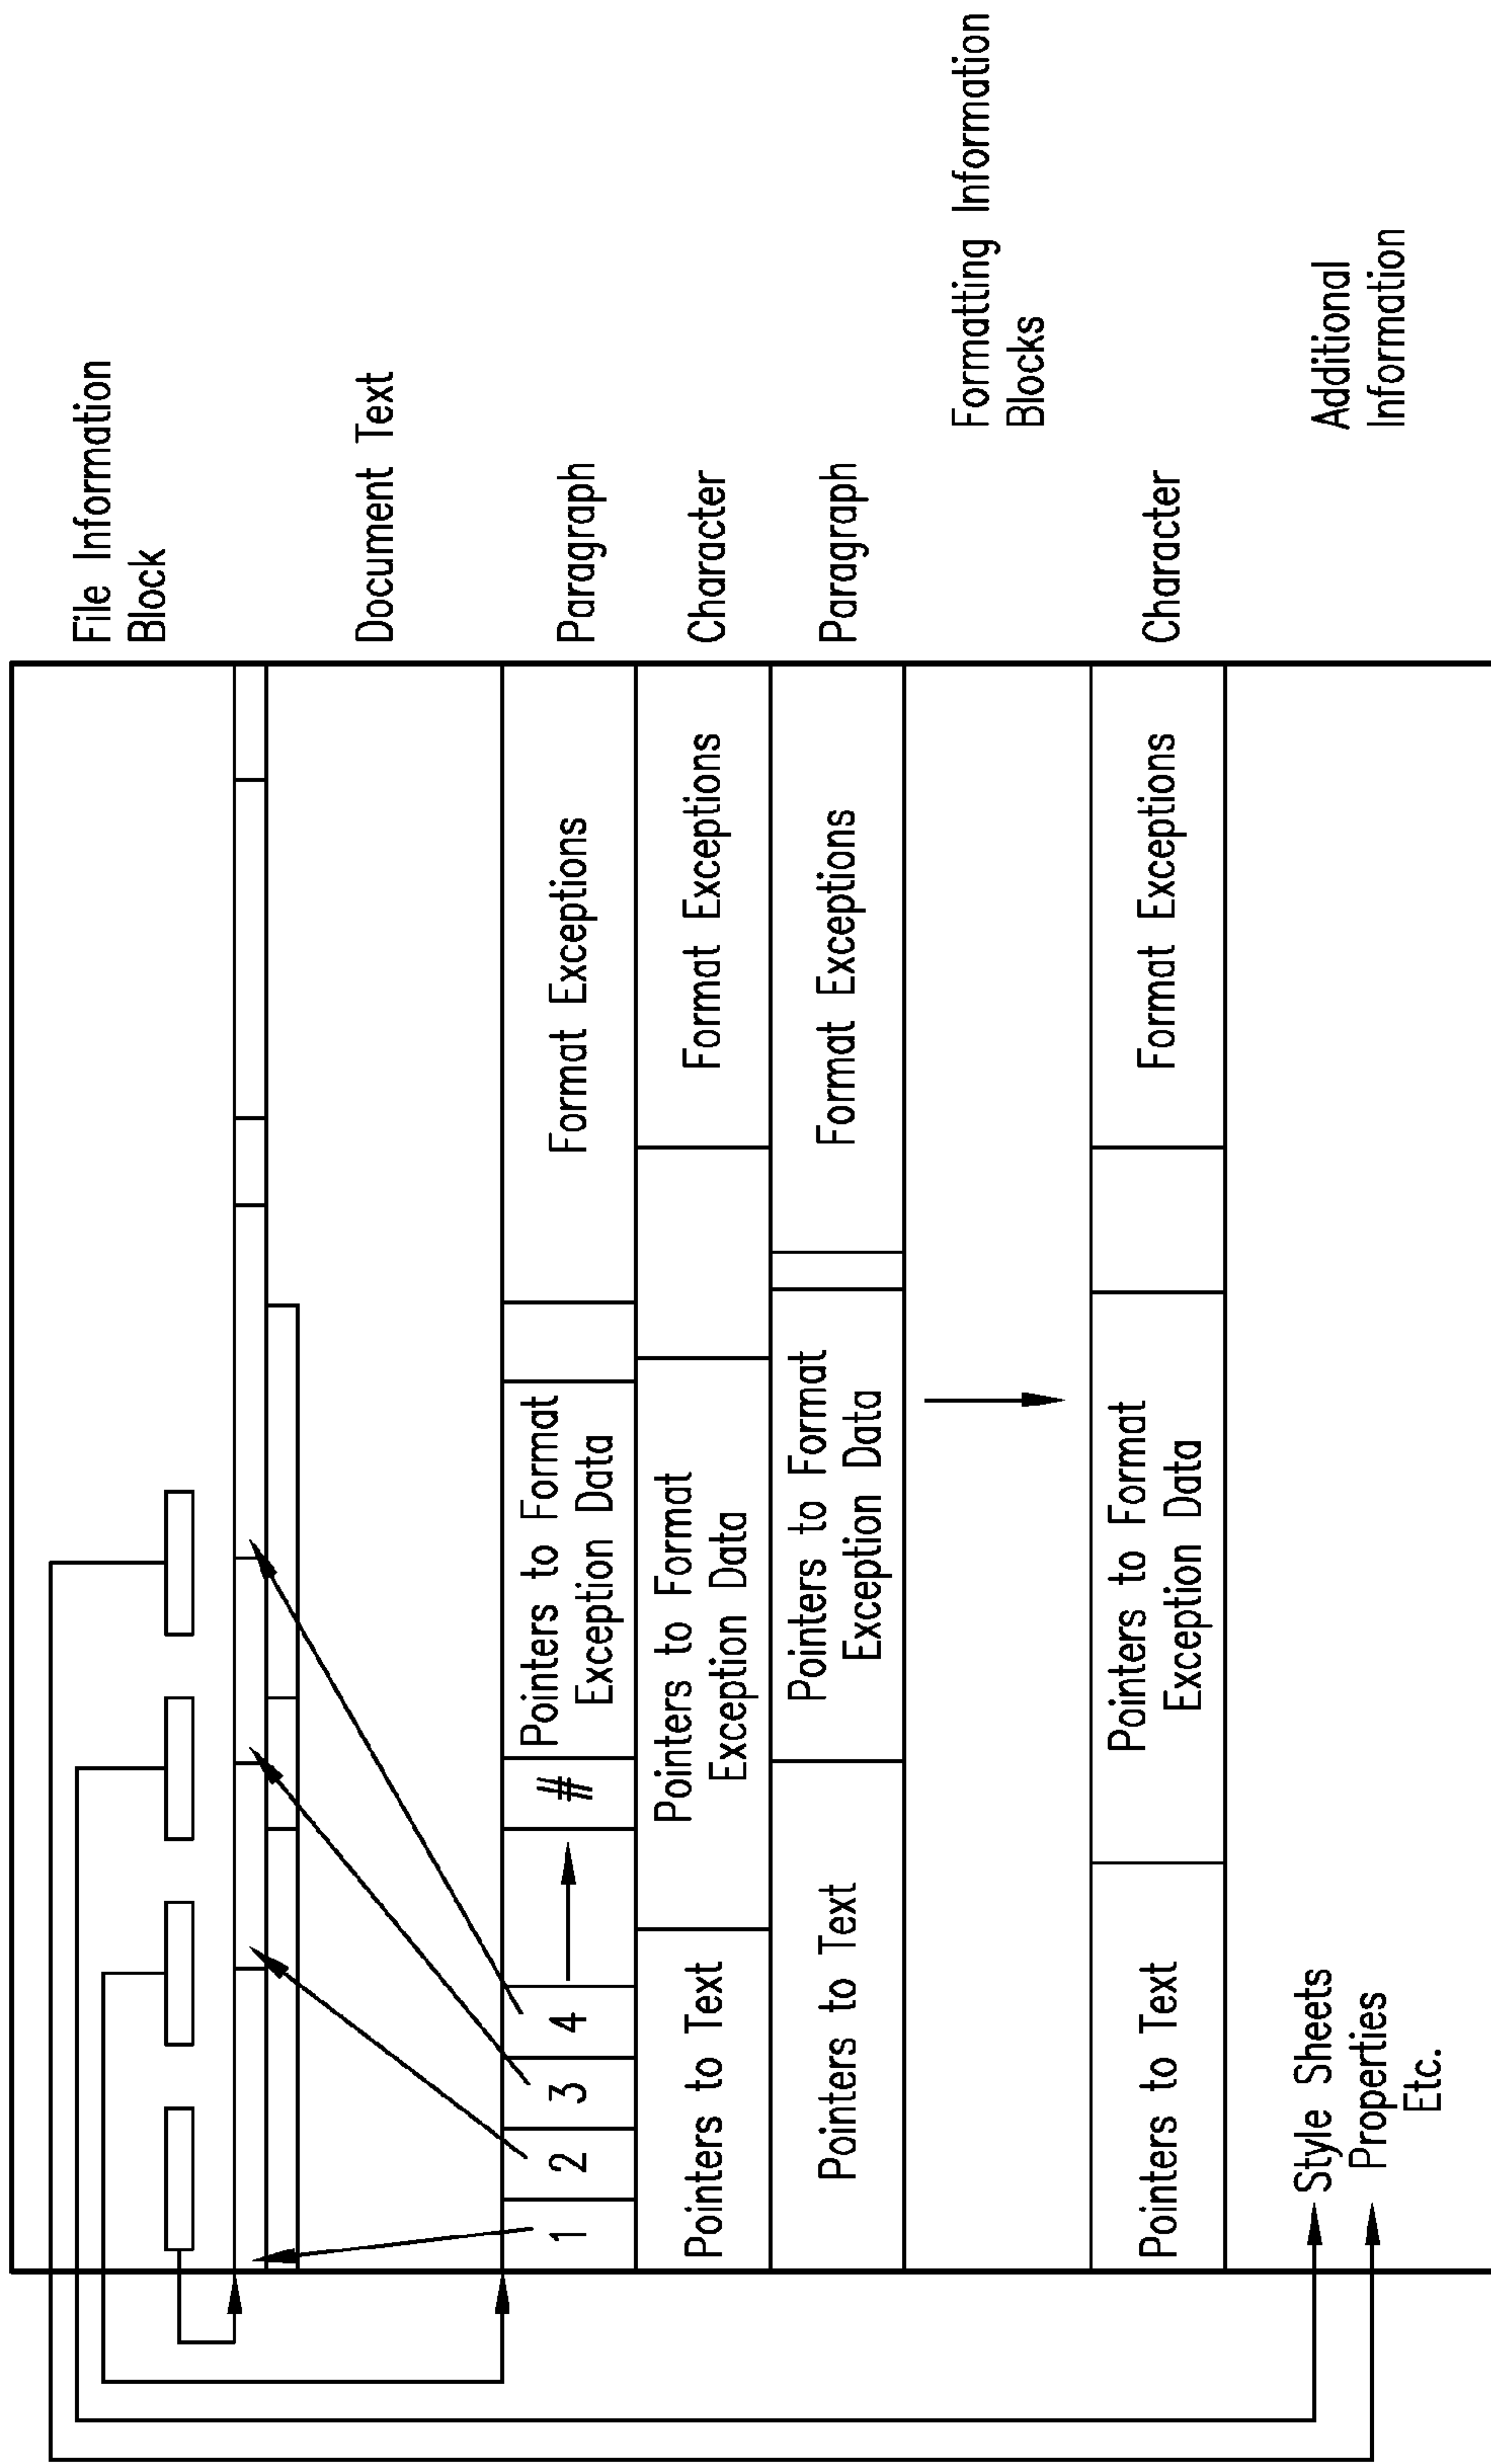 File Information
Block
Document Text
1
2
3
4
#
Pointers to Format
Exception Data
Format Exceptions
Paragraph
Pointers to Text
Pointers to Format
Exception Data
Format Exceptions
Character
Pointers to Text
Pointers to Format
Exception Data
Format Exceptions
Paragraph
Formatting Information
Blocks
Pointers to Text
Pointers to Format
Exception Data
Format Exceptions
Character
Style Sheets
Properties
Etc.
Additional
Information